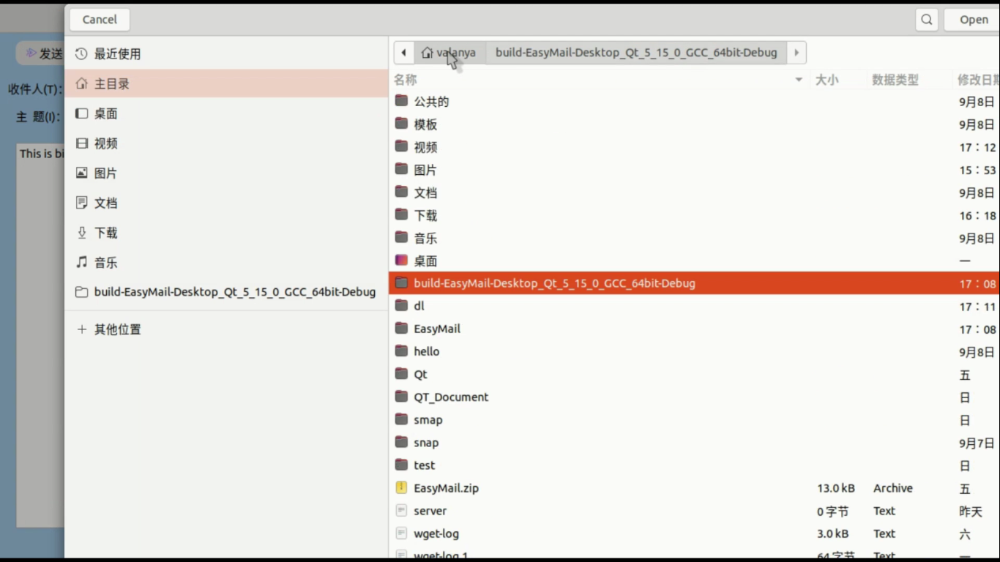 Cancel
Open
发送
收件人(T):
主 题(I):
This is bi
最近使用
主目录
桌面
视频
图片
文档
下载
音乐
build-EasyMail-Desktop_Qt_5_15_0_GCC_64bit-Debug
其他位置
valanya build-EasyMail-Desktop_Qt_5_15_0_GCC_64bit-Debug
名称 大小 数据类型 修改日期
公共的 9月8日
模板 9月8日
视频 17：12
图片 15：53
文档 9月8日
下载 16：18
音乐 9月8日
桌面 一
build-EasyMail-Desktop_Qt_5_15_0_GCC_64bit-Debug 17：08
dl 17：11
EasyMail 17：08
hello 9月8日
Qt 五
QT_Document 日
smap 日
snap 9月7日
test 日
EasyMail.zip 13.0 kB Archive 五
server 0 字节 Text 昨天
wget-log 3.0 kB Text 六
wget-log.1 64 字节 Text 一